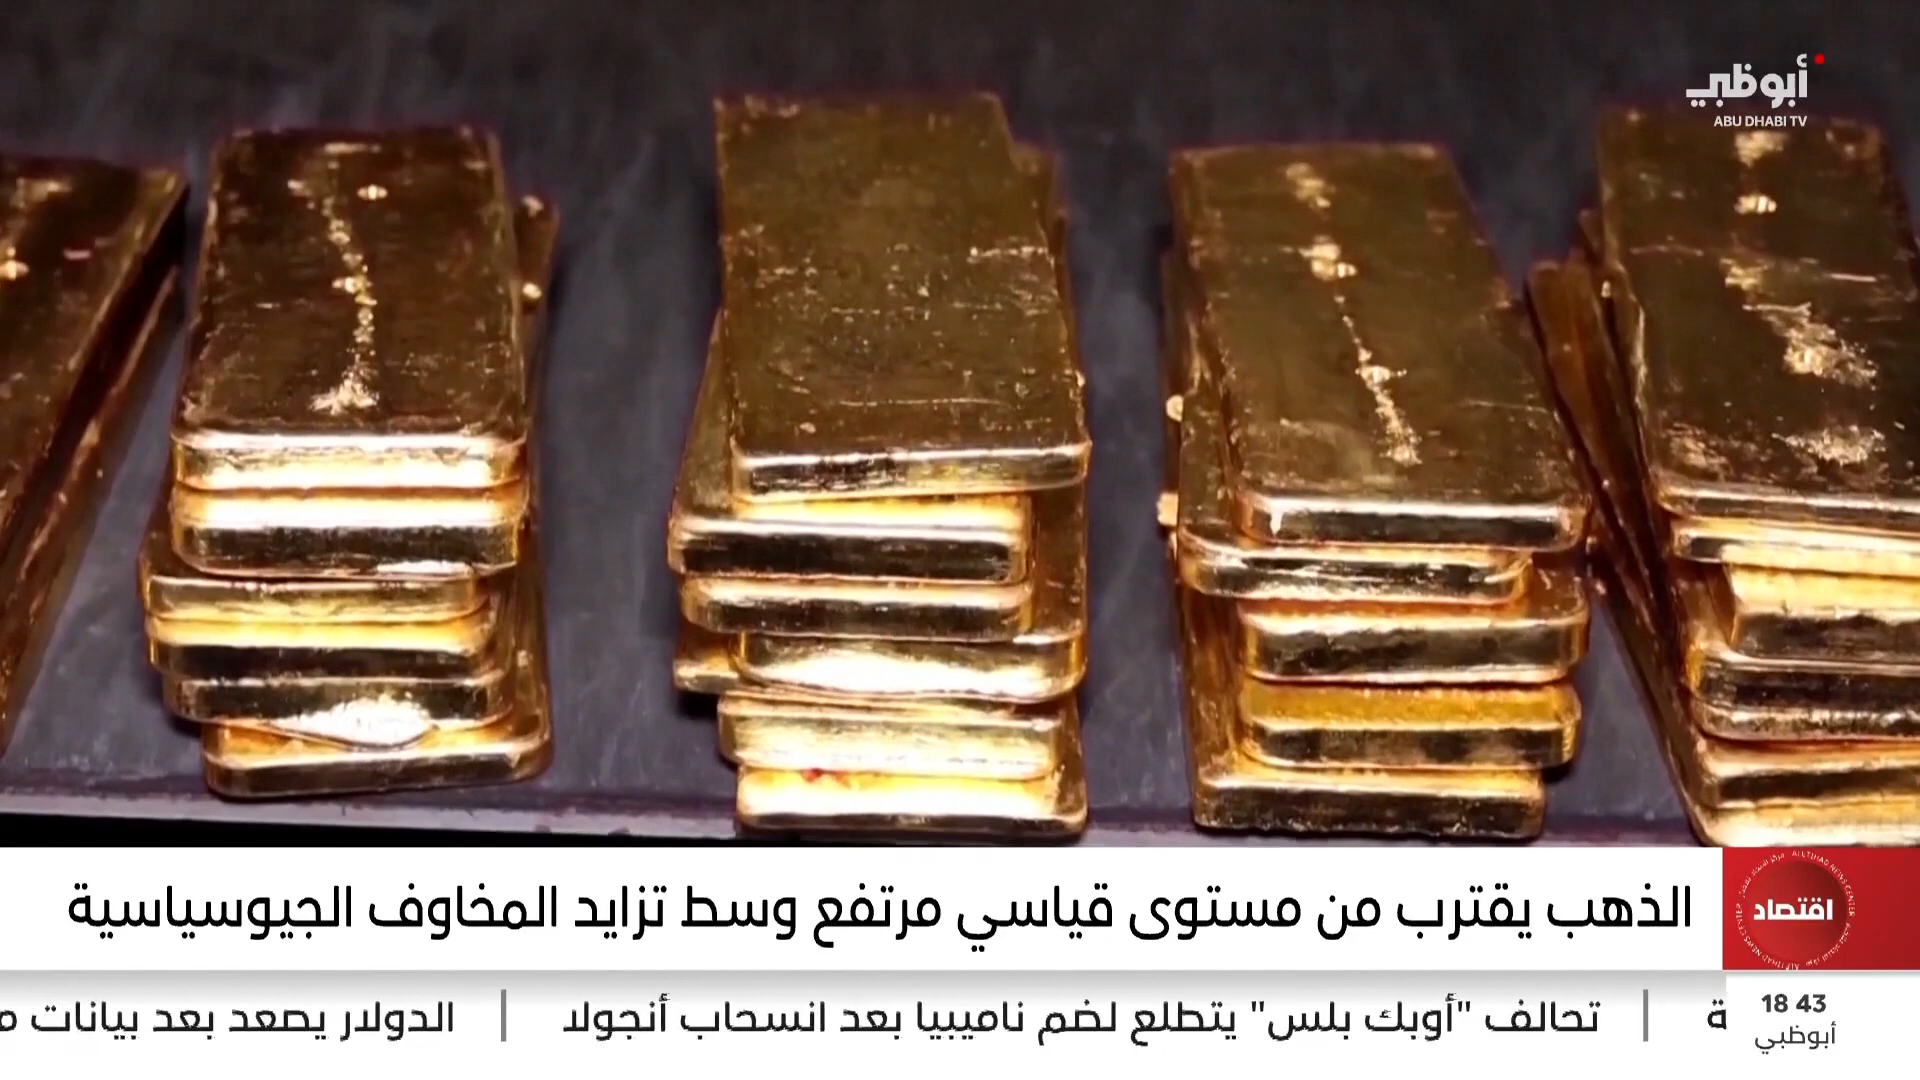 أبوظبي
ABU DHABI TV
الذهب يقترب من مستوى قياسي مرتفع وسط تزايد المخاوف الجيوسياسية
اقتصاد
تحالف "أوبك بلس" يتطلع لضم ناميبيا بعد انسحاب أنجولا | الدولار يصعد بعد بيانات
18 43
أبوظبي